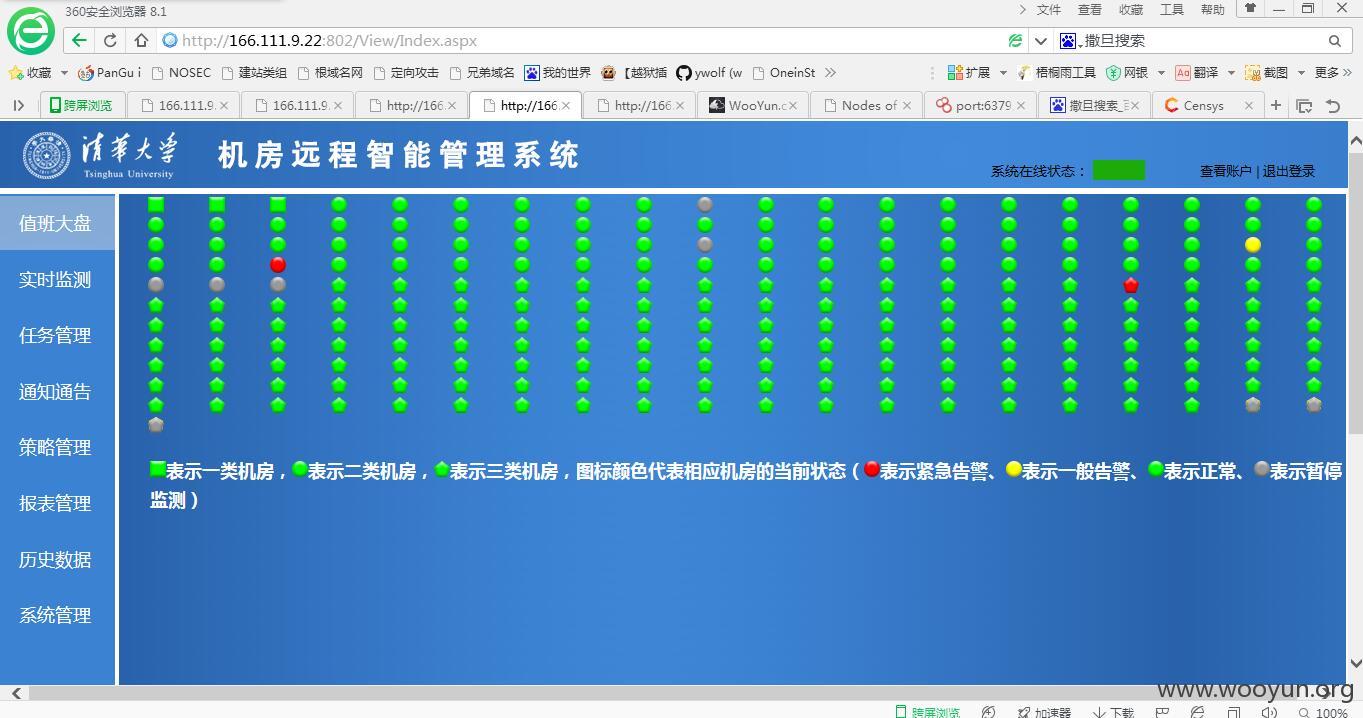 360安全浏览器 8.1
文件 查看 收藏 工具 帮助
http://166.111.9.22:802/View/Index.aspx
撒旦搜索
收藏 PanGu i NOSEC 建站类组 根域名网 定向攻击 兄弟域名 我的世界 【越狱插 ywolf (w OneinSt 扩展 梧桐雨工具 网银 翻译 截图 更多
跨屏浏览 166.111.9. 166.111.9. http://166. http://166 http://166 WooYun.c Nodes of port:6379 撒旦搜索_ Censys
清华大学
Tsinghua University
机房远程智能管理系统
系统在线状态：
查看账户 | 退出登录
值班大盘
实时监测
任务管理
通知通告
策略管理
报表管理
历史数据
系统管理
表示一类机房，表示二类机房，表示三类机房，图标颜色代表相应机房的当前状态（表示紧急告警、表示一般告警、表示正常、表示暂停
监测）
www.wooyun.org
跨屏浏览 加速器 下载 100%